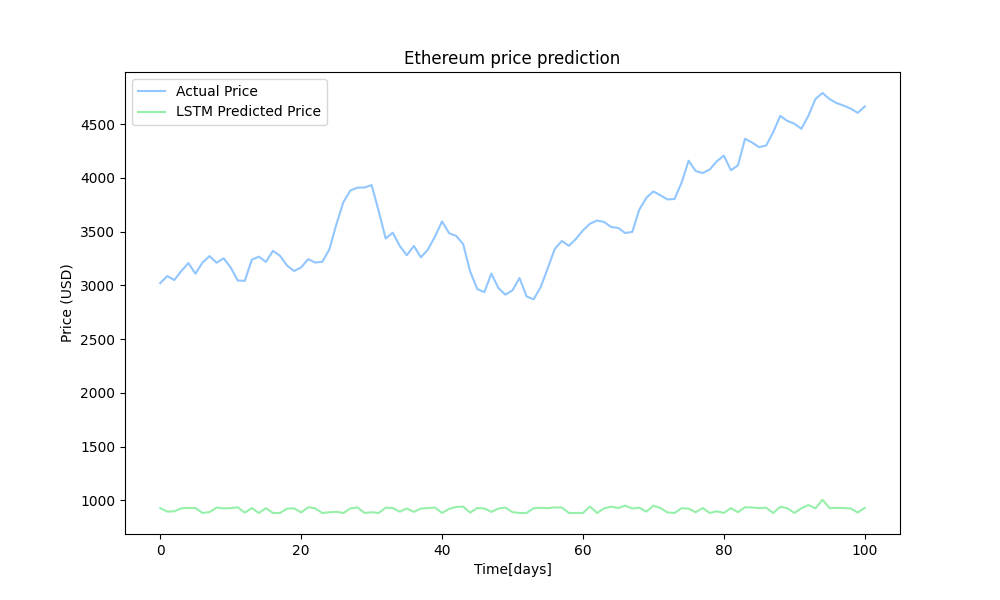 Ethereum price prediction
Actual Price
LSTM Predicted Price
4500
4000
3500
3000
2500
2000
1500
1000
Price (USD)
0 20 40 60 80 100
Time[days]